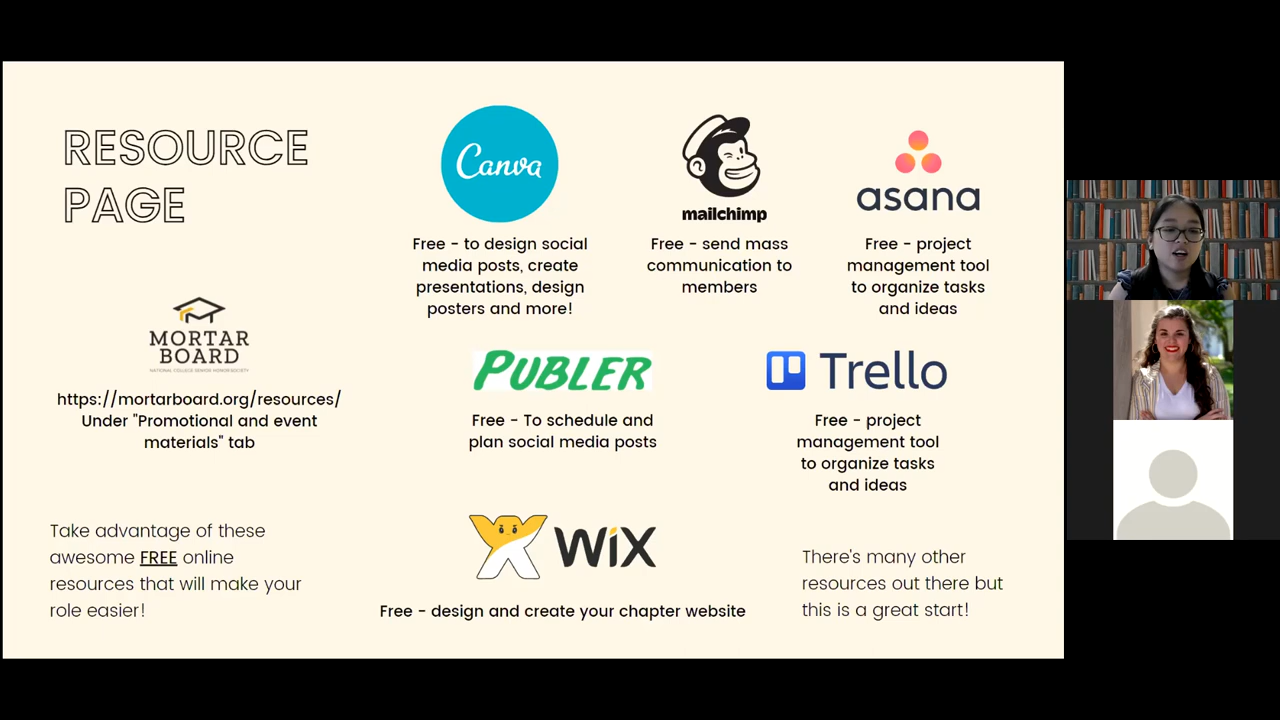 RESOURCE
PAGE
Canva
Free - to design social
media posts, create
presentations, design
posters and more!
mailchimp
Free - send mass
communication to
members
asana
Free - project
management tool
to organize tasks
and ideas
MORTAR
BOARD
NATIONAL COLLEGE SENIOR HONOR SOCIETY
https://mortarboard.org/resources/
Under "Promotional and event
materials" tab
PUBLER
Free - To schedule and
plan social media posts
Trello
Free - project
management tool
to organize tasks
and ideas
Take advantage of these
awesome FREE online
resources that will make your
role easier!
WiX
Free - design and create your chapter website
There's many other
resources out there but
this is a great start!